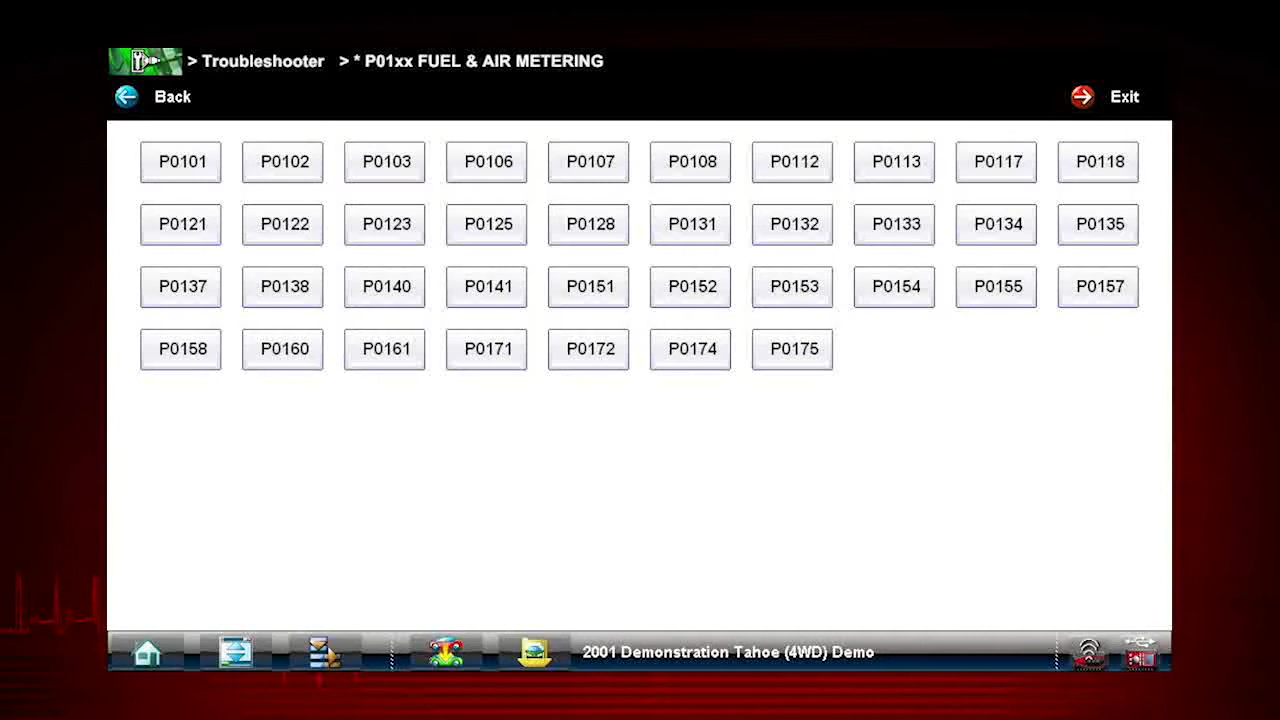 > Troubleshooter > * P01xx FUEL & AIR METERING
Back Exit
P0101 P0102 P0103 P0106 P0107 P0108 P0112 P0113 P0117 P0118
P0121 P0122 P0123 P0125 P0128 P0131 P0132 P0133 P0134 P0135
P0137 P0138 P0140 P0141 P0151 P0152 P0153 P0154 P0155 P0157
P0158 P0160 P0161 P0171 P0172 P0174 P0175
2001 Demonstration Tahoe (4WD) Demo